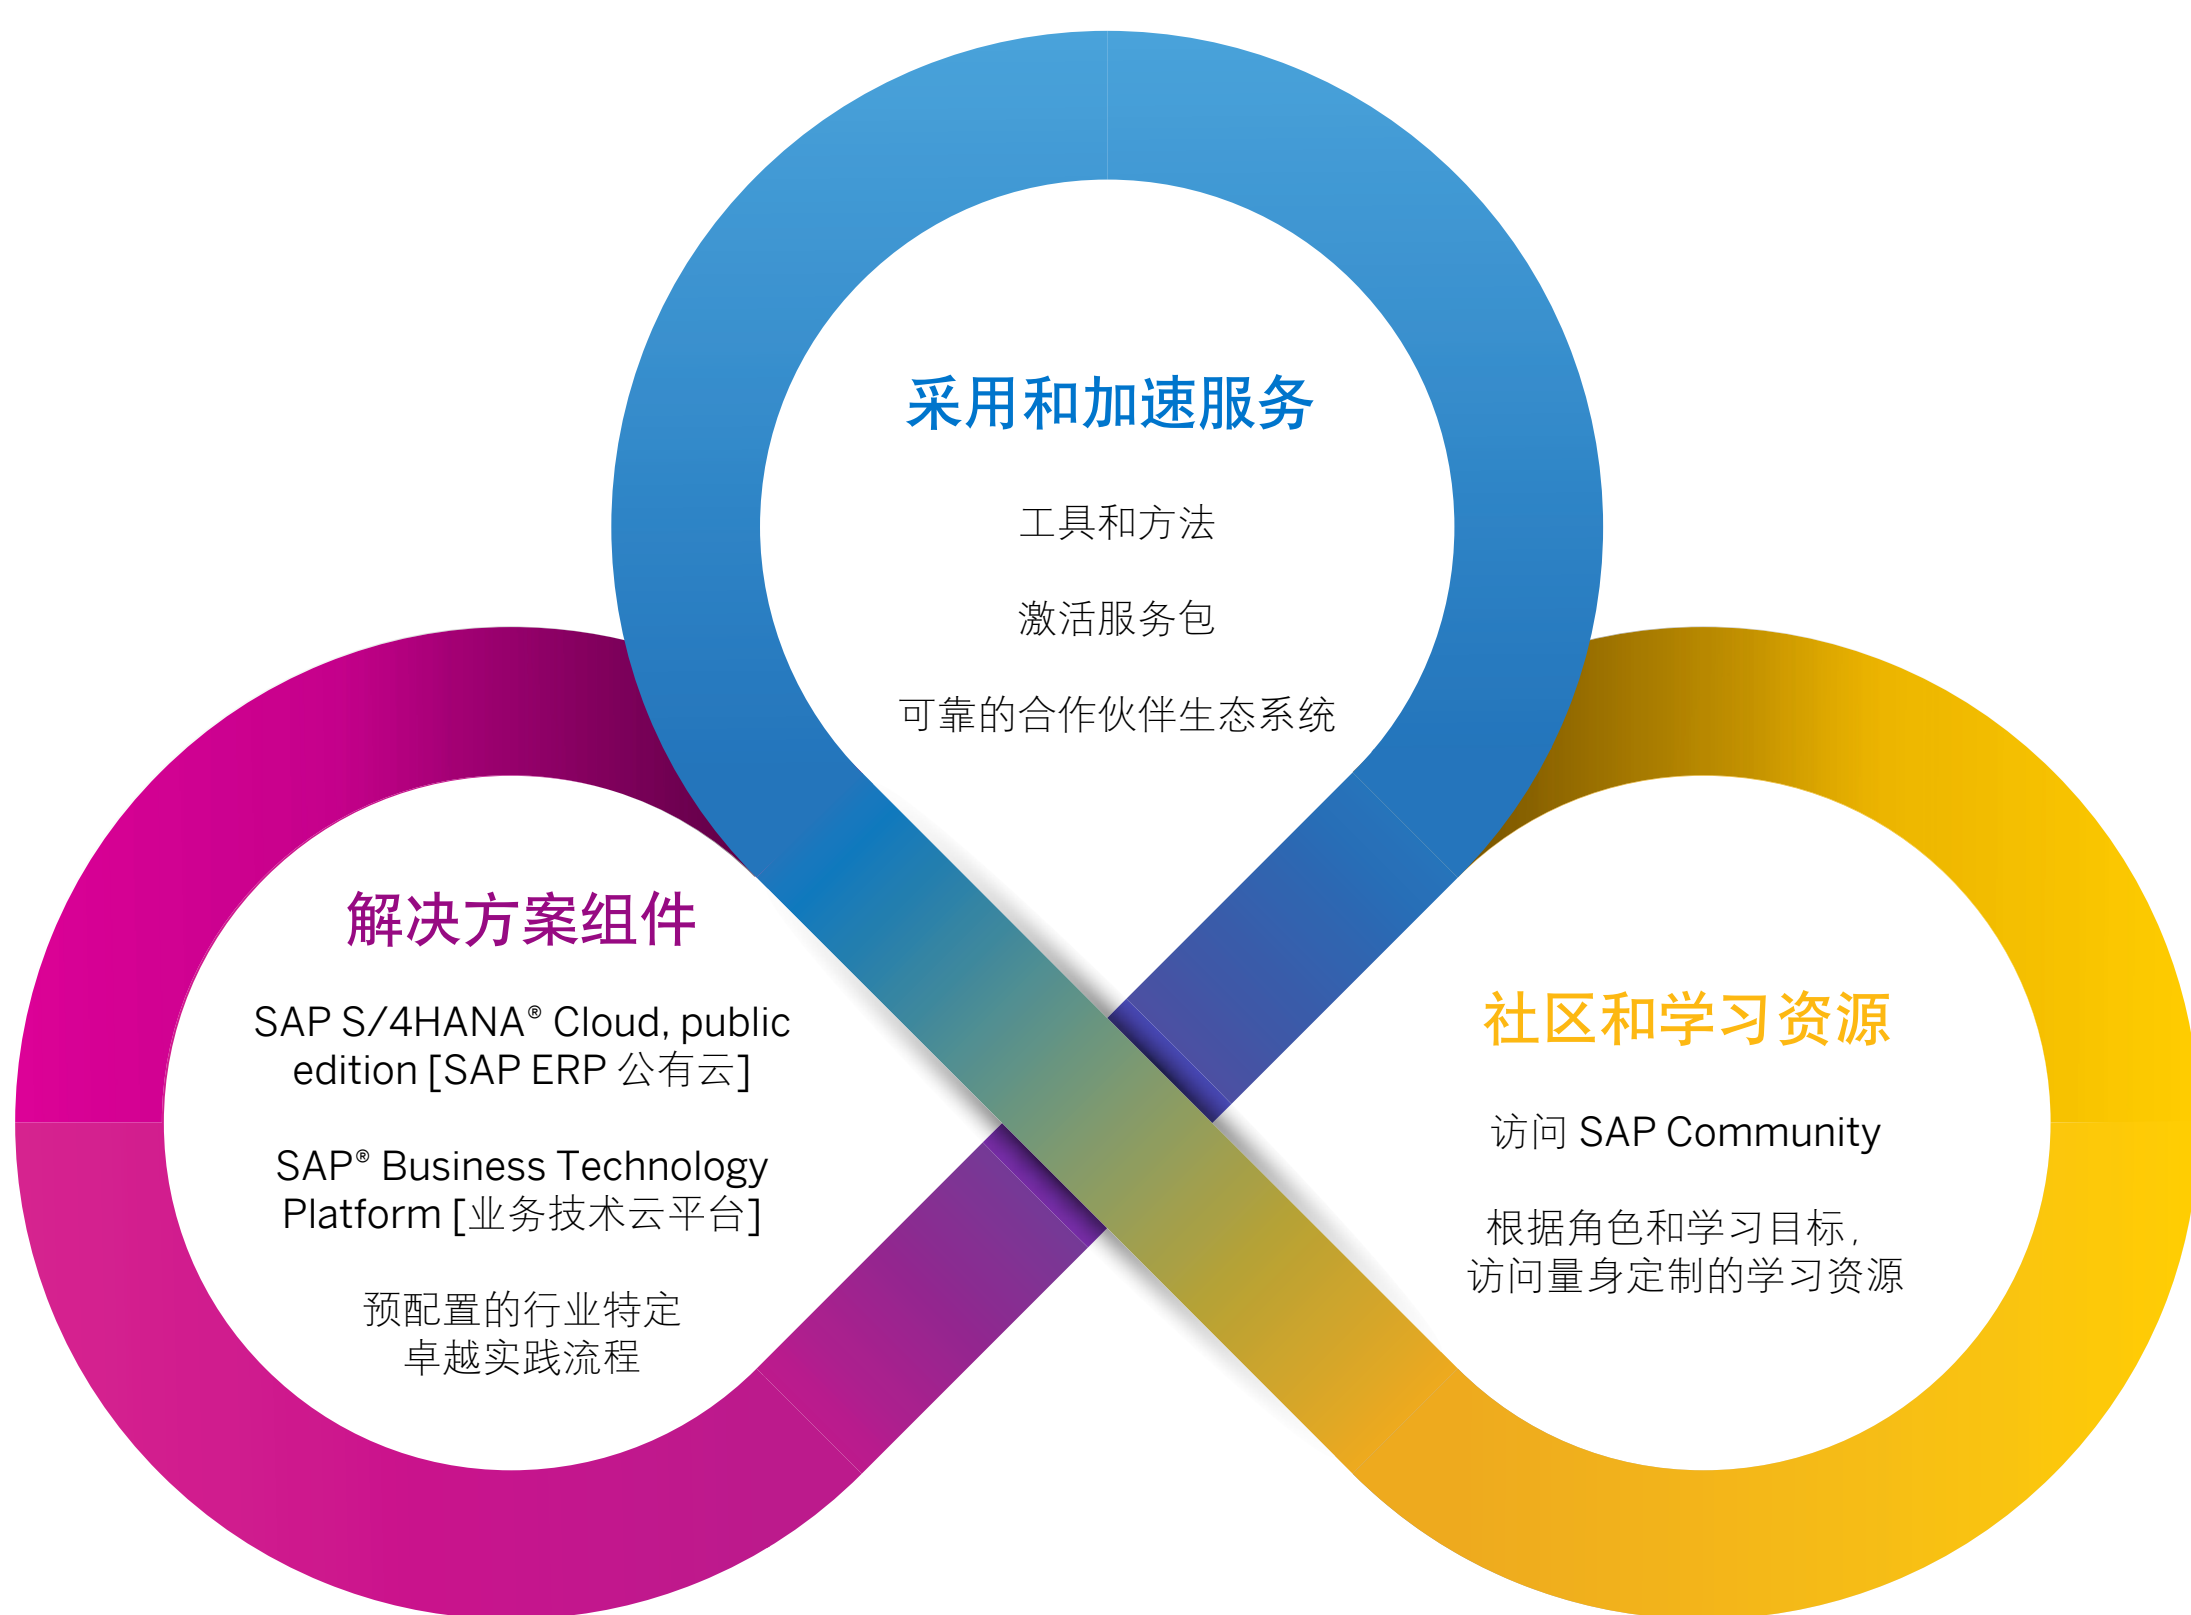 采用和加速服务
工具和方法
激活服务包
可靠的合作伙伴生态系统
解决方案组件
SAP S/4HANA® Cloud, public
edition [SAP ERP 公有云]
SAP® Business Technology
Platform [业务技术云平台]
预配置的行业特定
卓越实践流程
社区和学习资源
访问 SAP Community
根据角色和学习目标，
访问量身定制的学习资源